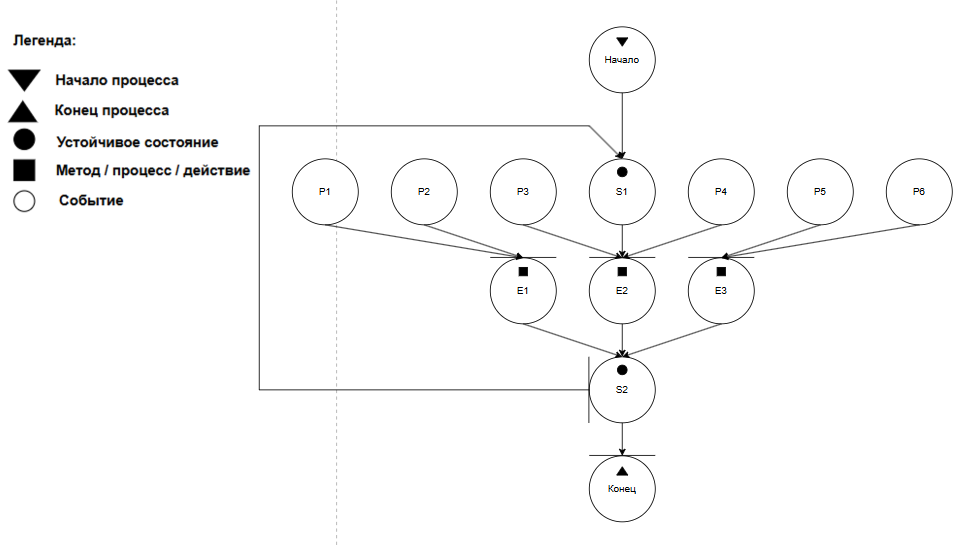 Легенда:
Начало процесса
Конец процесса
Устойчивое состояние
Метод / процесс / действие
Событие
Начало
P1 P2 P3 S1 P4 P5 P6
E1 E2 E3
S2
Конец